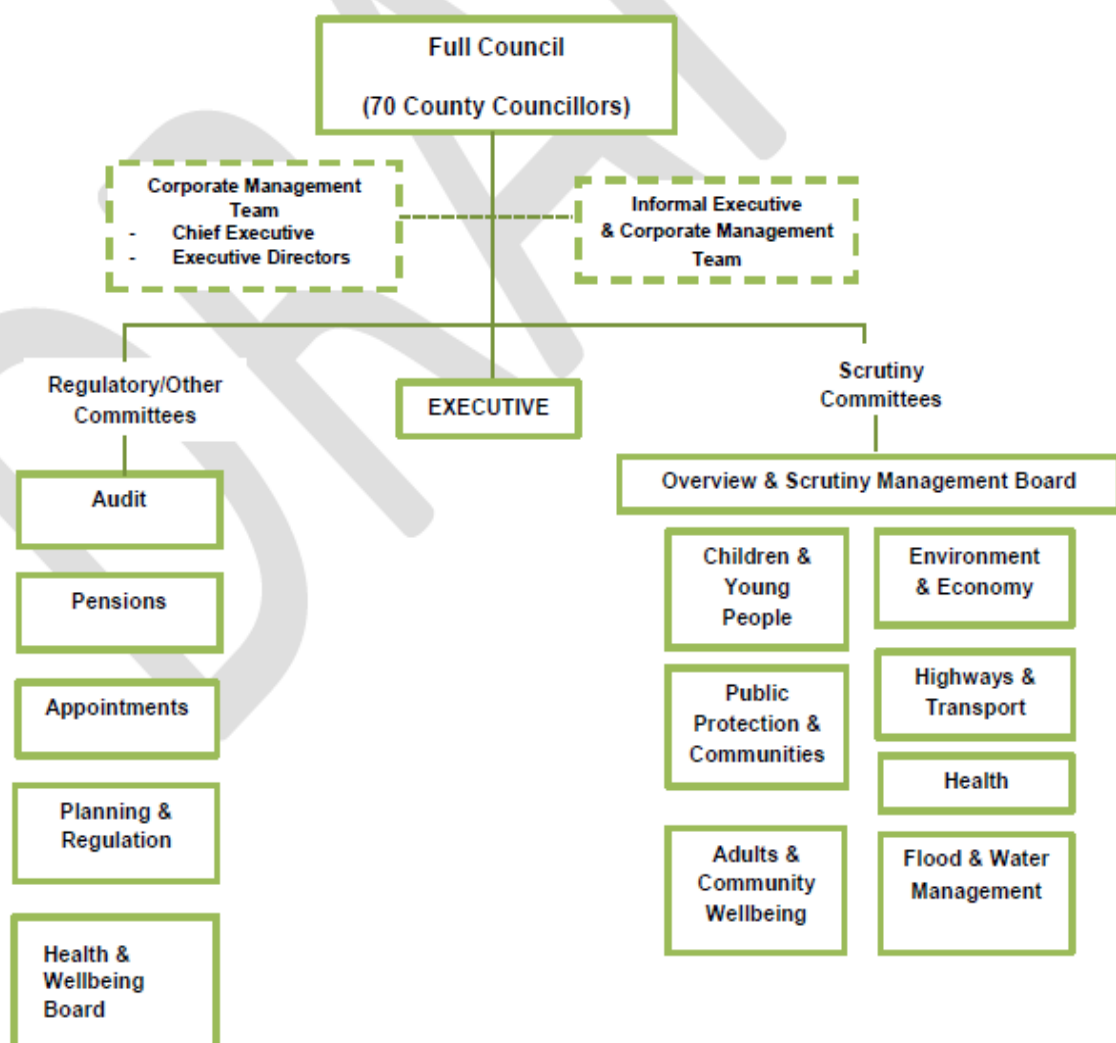 Full Council
(70 County Councillors)
Corporate Management
Team
- Chief Executive
- Executive Directors
Informal Executive
& Corporate Management
Team
Regulatory/Other
Committees
EXECUTIVE
Scrutiny
Committees
Audit
Pensions
Appointments
Planning &
Regulation
Health &
Wellbeing
Board
Overview & Scrutiny Management Board
Children &
Young
People
Environment
& Economy
Public
Protection &
Communities
Highways &
Transport
Health
Adults &
Community
Wellbeing
Flood & Water
Management
DRAFT